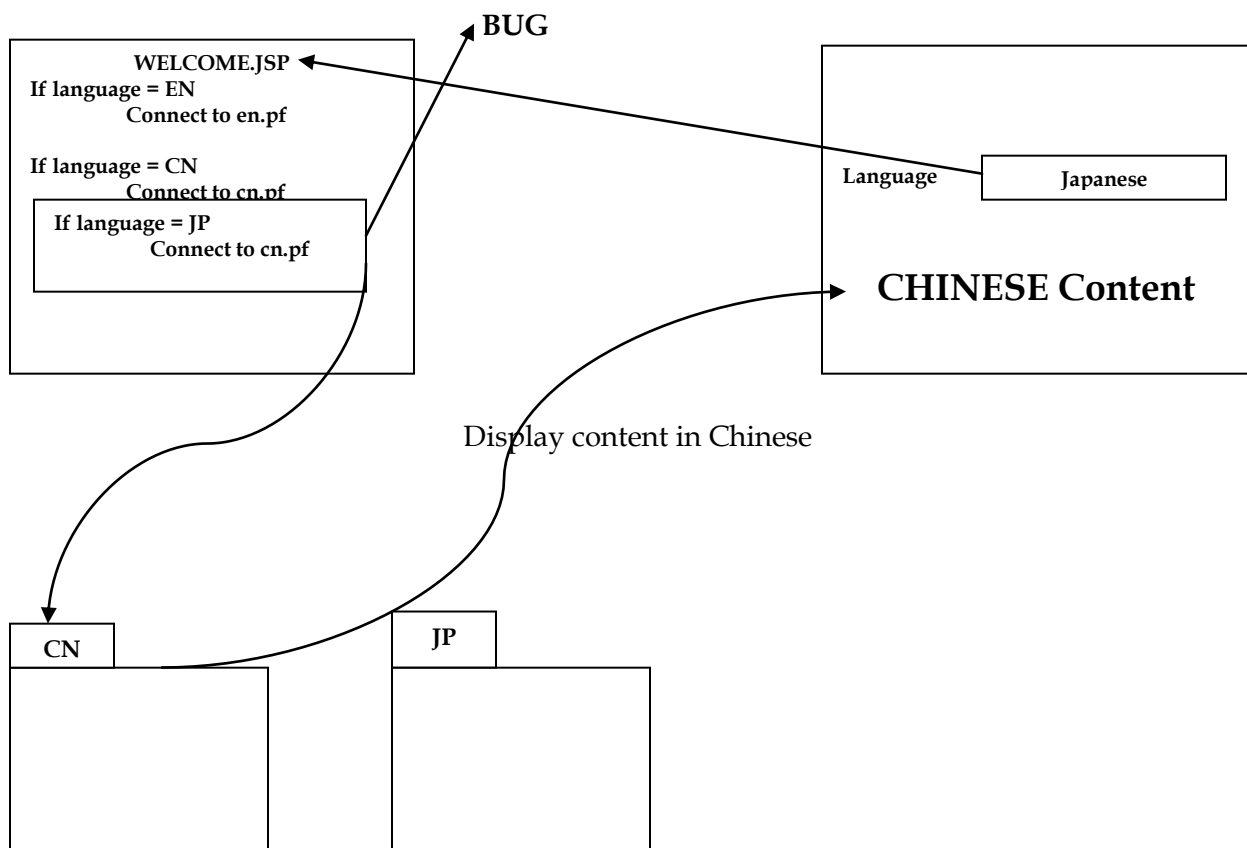 BUG
WELCOME.JSP
If language = EN
Connect to en.pf
If language = CN
Connect to cn.pf
If language = JP
Connect to cn.pf
Language
Japanese
CHINESE Content
Display content in Chinese
CN
JP